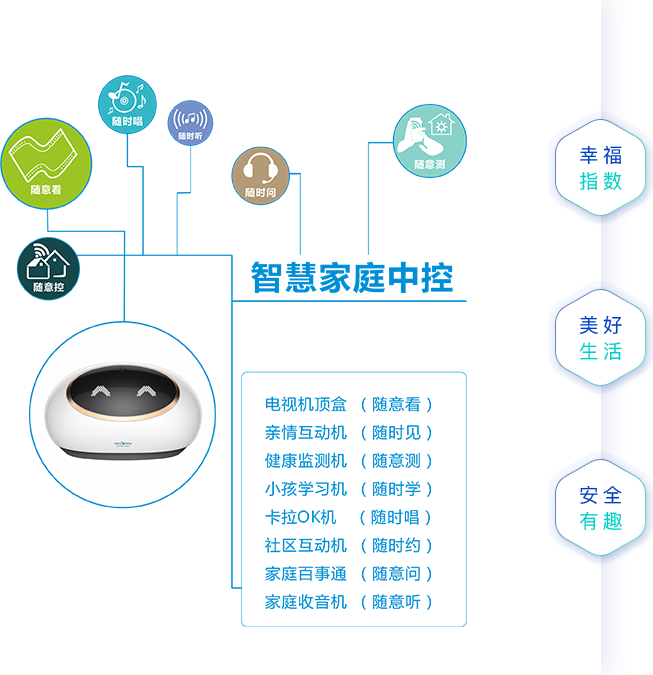 随时唱
随时听
随意看
随时问
随意测
随意控
智慧家庭中控
电视机顶盒 （ 随意看 ）
亲情互动机 （ 随时见 ）
健康监测机 （ 随意测 ）
小孩学习机 （ 随时学 ）
卡拉OK机 （ 随时唱 ）
社区互动机 （ 随时约 ）
家庭百事通 （ 随意问 ）
家庭收音机 （ 随意听 ）
幸福
指数
美好
生活
安全
有趣